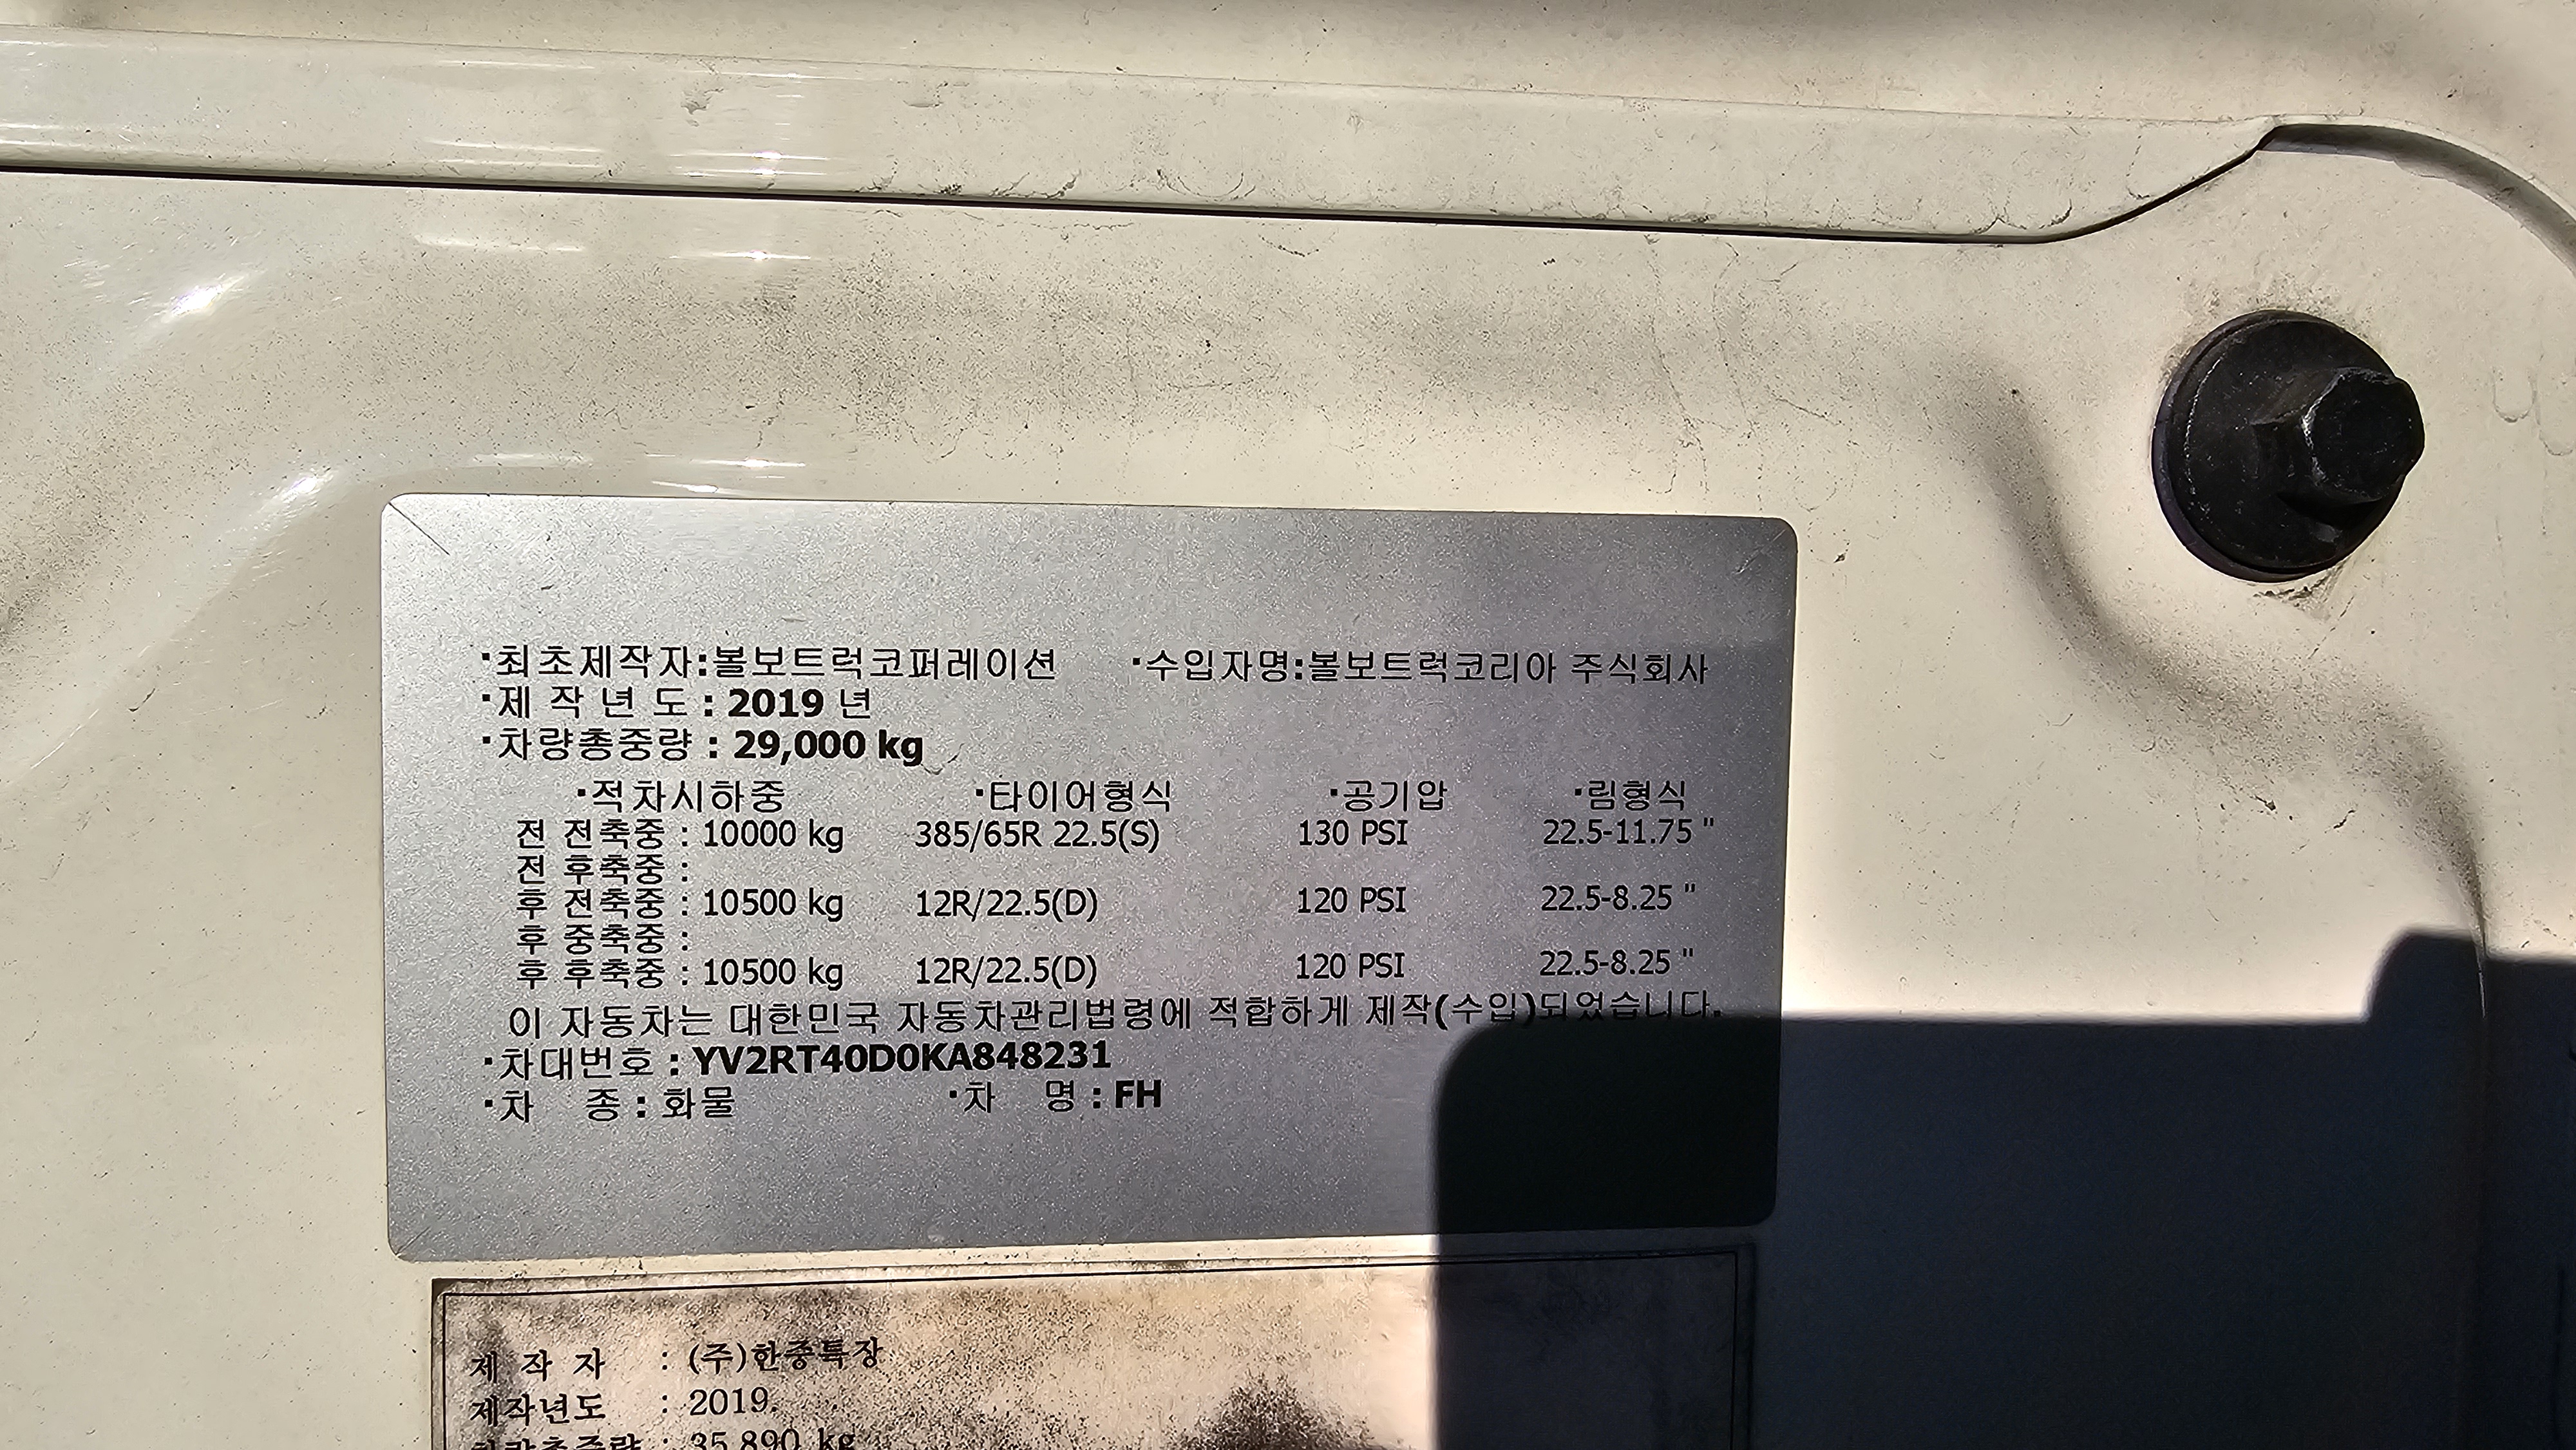 ·최초제작자:볼보트럭코퍼레이션 ·수입자명:볼보트럭코리아 주식회사
·제 작 년 도 : 2019 년
·차량총중량 : 29,000 kg
·적차시하중 ·타이어형식 ·공기압 ·림형식
전 전축중 : 10000 kg 385/65R 22.5(S) 130 PSI 22.5-11.75 "
전 후축중 :
후 전축중 : 10500 kg 12R/22.5(D) 120 PSI 22.5-8.25 "
후 중축중 :
후 후축중 : 10500 kg 12R/22.5(D) 120 PSI 22.5-8.25 "
이 자동차는 대한민국 자동차관리법령에 적합하게 제작(수입)되었습니다.
·차대번호 : YV2RT40D0KA848231
·차 종 : 화물 ·차 명 : FH
제 작 자 : (주)한중특장
제작년도 : 2019.
차량총중량 : 35,890 kg